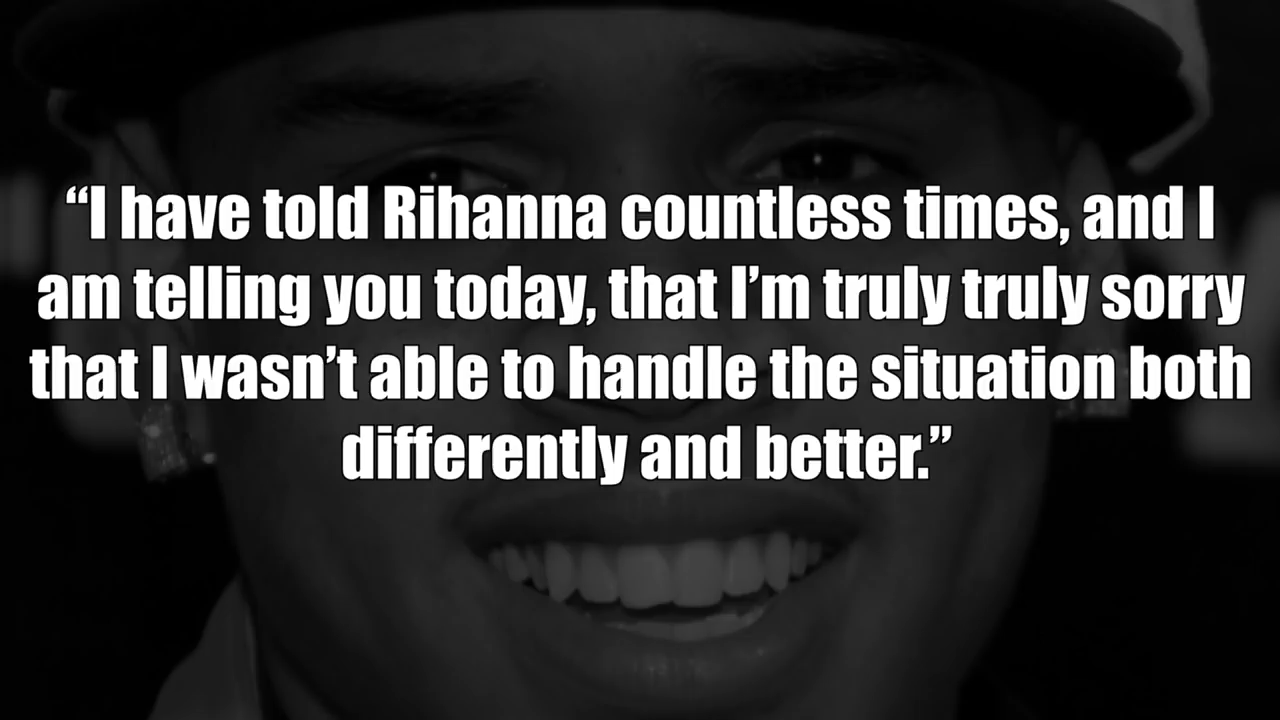 “I have told Rihanna countless times, and I
am telling you today, that I’m truly truly sorry
that I wasn’t able to handle the situation both
differently and better.”